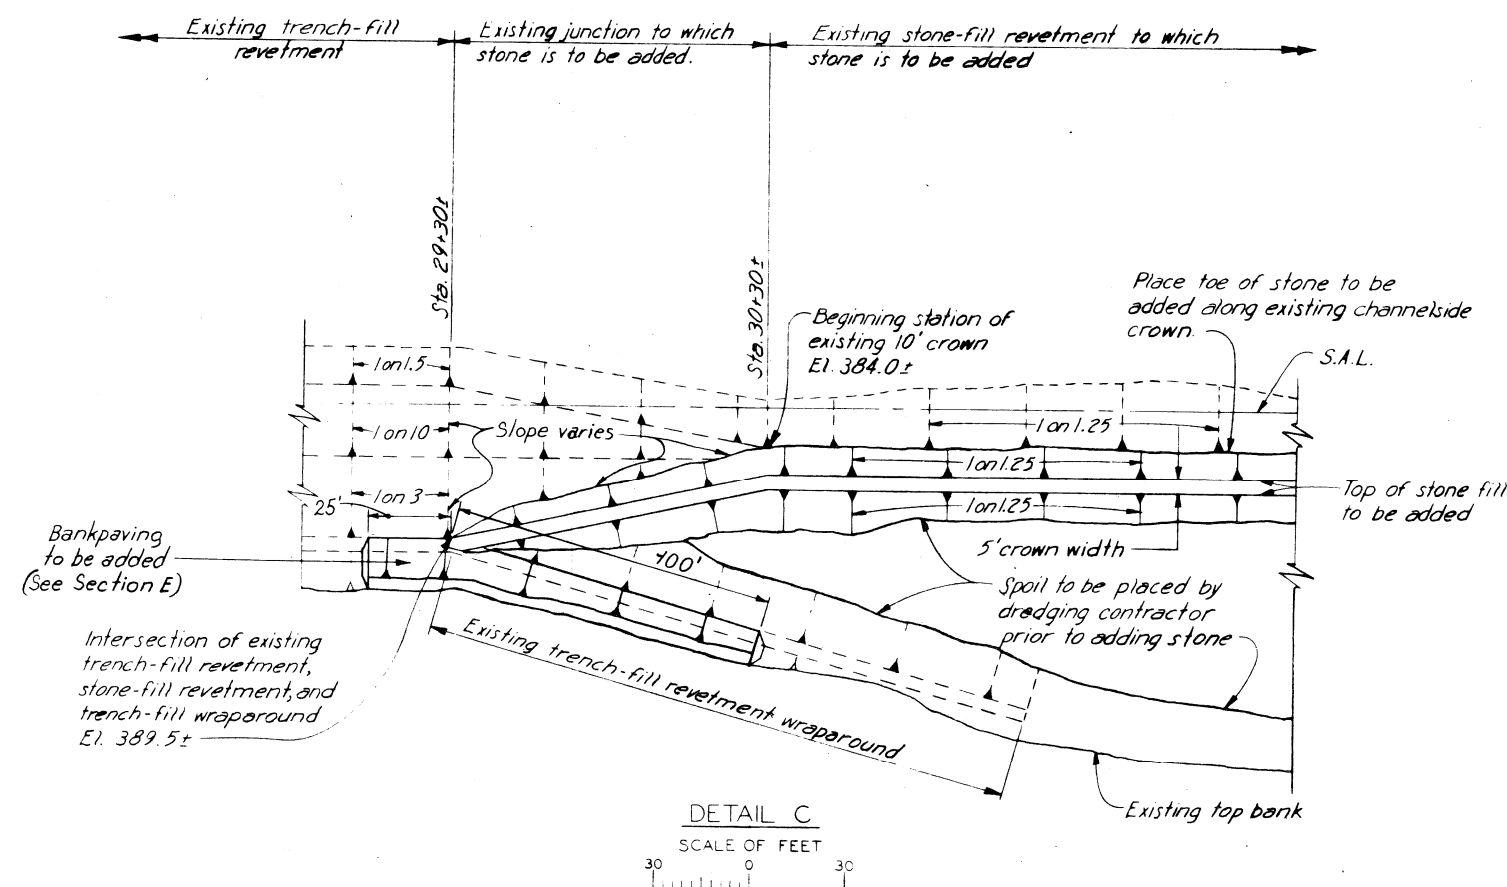 Existing trench-fill
revetment
Existing junction to which
stone is to be added.
Existing stone-fill revetment to which
stone is to be added
Sta. 29+30±
Sta. 30+30±
Beginning station of
existing 10' crown
El. 384.0±
Place toe of stone to be
added along existing channelside
crown.
S.A.L.
1 on 1.5
1 on 10
Slope varies
1 on 1.25
1 on 1.25
1 on 3
25'
1 on 1.25
Top of stone fill
to be added
Bankpaving
to be added
(See Section E)
100'
5' crown width
Spoil to be placed by
dredging contractor
prior to adding stone
Intersection of existing
trench-fill revetment,
stone-fill revetment, and
trench-fill wraparound
El. 389.5±
Existing trench-fill revetment wraparound
Existing top bank
DETAIL C
SCALE OF FEET
30 0 30